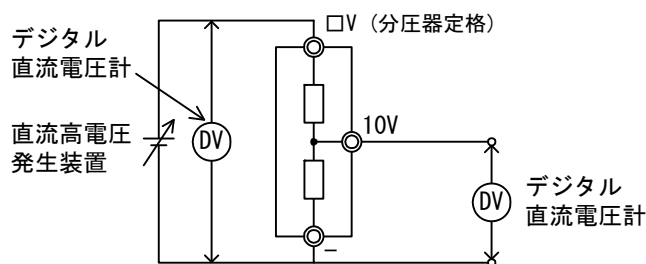 □V（分圧器定格）
デジタル
直流電圧計
直流高電圧
発生装置
DV
10V
DV
デジタル
直流電圧計
−